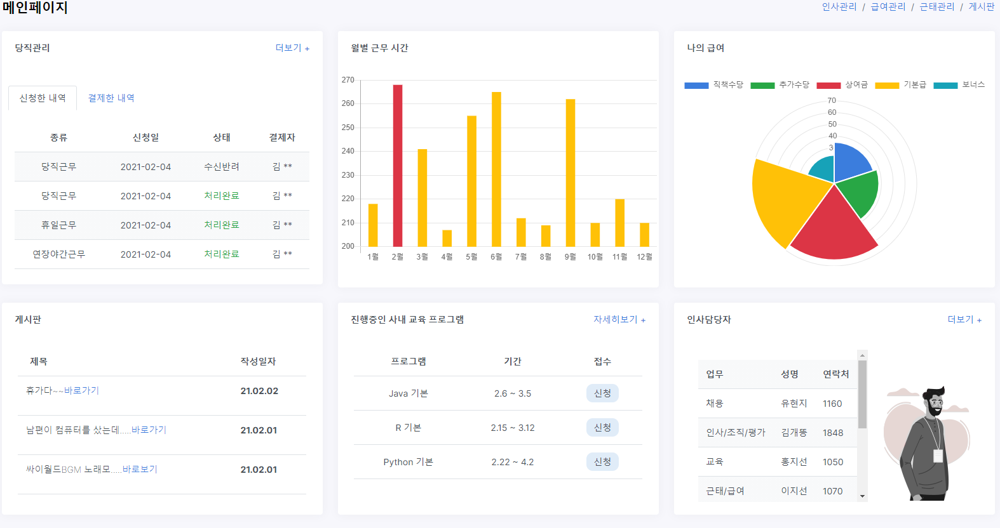 메인페이지
인사관리 / 급여관리 / 근태관리 / 게시판
당직관리 더보기 +
신청한 내역 결제한 내역
종류 신청일 상태 결제자
당직근무 2021-02-04 수신반려 김 **
당직근무 2021-02-04 처리완료 김 **
휴일근무 2021-02-04 처리완료 김 **
연장야간근무 2021-02-04 처리완료 김 **
월별 근무 시간
270
260
250
240
230
220
210
200
1월 2월 3월 4월 5월 6월 7월 8월 9월 10월 11월 12월
나의 급여
직책수당 추가수당 상여금 기본급 보너스
70
60
50
40
3
게시판
제목 작성일자
휴가다~~바로가기 21.02.02
남편이 컴퓨터를 샀는데.....바로가기 21.02.01
싸이월드BGM 노래모.....바로보기 21.02.01
진행중인 사내 교육 프로그램 자세히보기 +
프로그램 기간 접수
Java 기본 2.6 ~ 3.5 신청
R 기본 2.15 ~ 3.12 신청
Python 기본 2.22 ~ 4.2 신청
인사담당자 더보기 +
업무 성명 연락처
채용 유현지 1160
인사/조직/평가 김개똥 1848
교육 홍지선 1050
근태/급여 이지선 1070